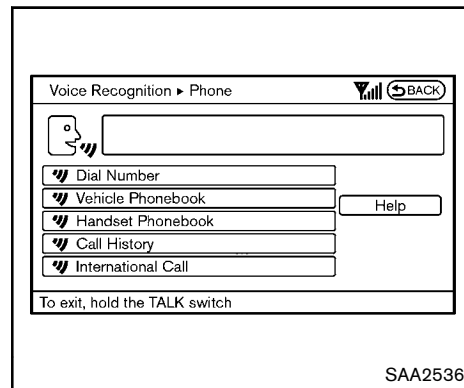 Voice Recognition ▸ Phone BACK
Dial Number
Vehicle Phonebook
Help
Handset Phonebook
Call History
International Call
To exit, hold the TALK switch
SAA2536